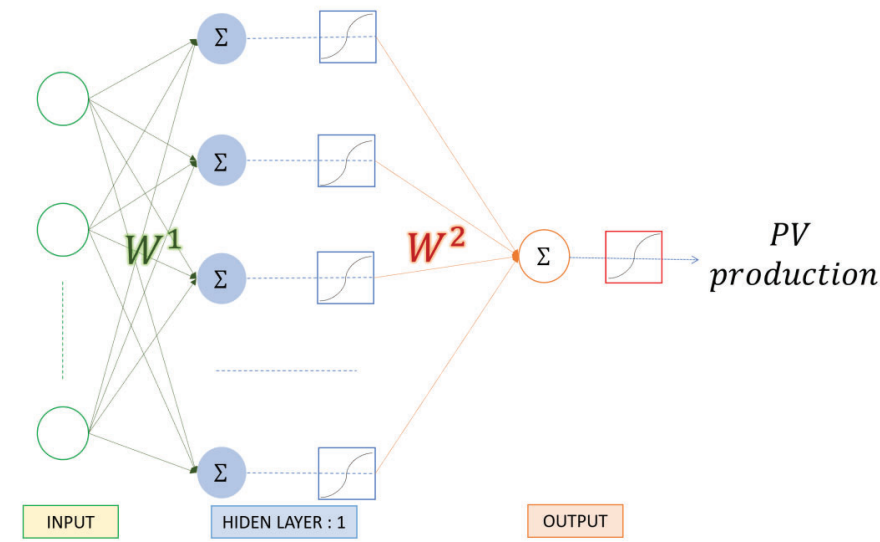 Σ
Σ
W¹
W²
Σ
Σ
PV
production
Σ
INPUT
HIDEN LAYER : 1
OUTPUT